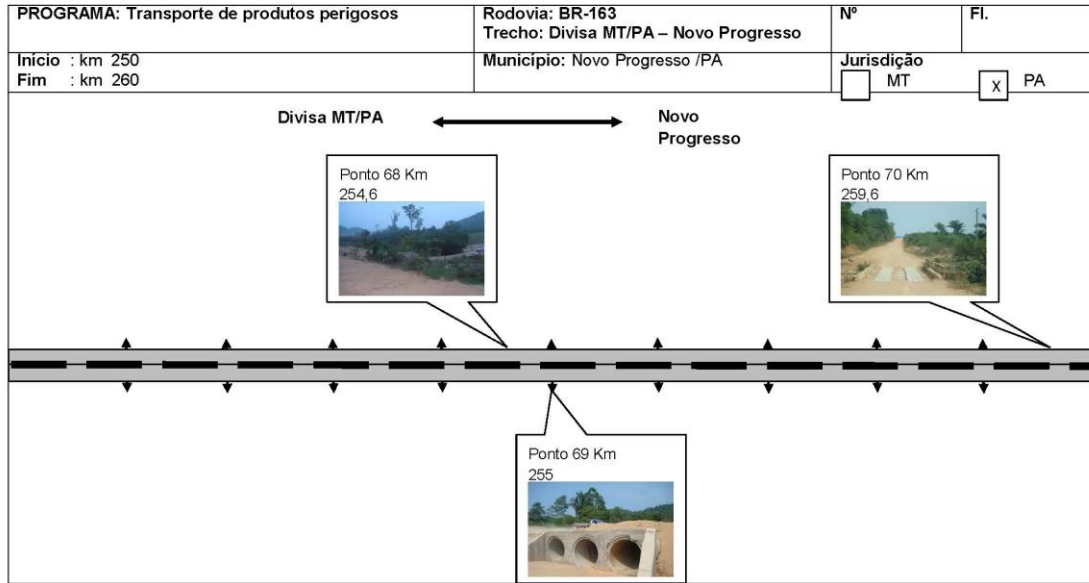 PROGRAMA: Transporte de produtos perigosos
Rodovia: BR-163
Trecho: Divisa MT/PA – Novo Progresso
Nº
Fl.
Início : km 250
Fim : km 260
Município: Novo Progresso /PA
Jurisdição
MT
X
PA
Divisa MT/PA
Novo
Progresso
Ponto 68 Km
254,6
Ponto 70 Km
259,6
Ponto 69 Km
255